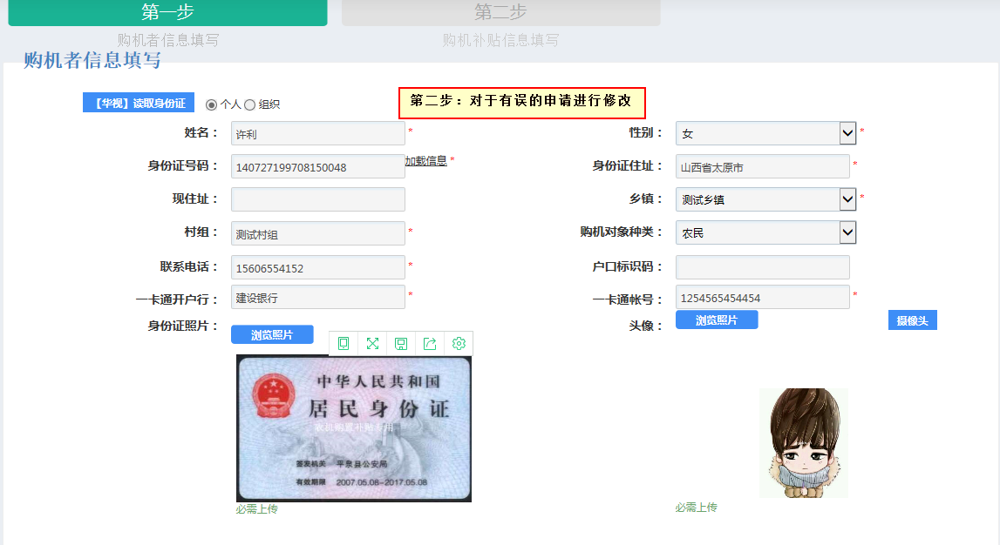 第一步 第二步
购机者信息填写 购机补贴信息填写
购机者信息填写
【华视】读取身份证 个人 组织 第二步：对于有误的申请进行修改
姓名： 许利 * 性别： 女 *
身份证号码： 140727199708150048 加载信息 * 身份证住址： 山西省太原市 *
现住址： 乡镇： 测试乡镇 *
村组： 测试村组 * 购机对象种类： 农民
联系电话： 15606554152 * 户口标识码：
一卡通开户行： 建设银行 * 一卡通帐号： 1254565454454 *
身份证照片： 浏览照片 头像： 浏览照片 摄像头
中华人民共和国
居民身份证
农机购置补贴专用
签发机关 平泉县公安局
有效期限 2007.05.08-2017.05.08
必需上传 必需上传